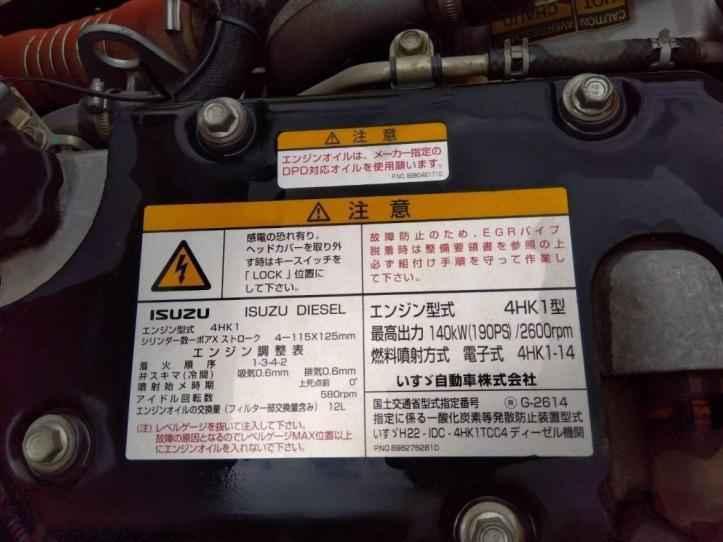 CAUTION
⚠ 注意
エンジンオイルは、メーカー指定の
DPD対応オイルを使用願います。
⚠ 注意
感電の恐れ有り。
ヘッドカバーを取り外
す時はキースイッチを
「LOCK」位置に
して下さい。
故障防止のため、EGRパイプ
脱着時は整備要領書を参照の上
必ず組付け手順を守って作業し
て下さい。
ISUZU ISUZU DIESEL
エンジン型式 4HK1
シリンダー数ーボアX ストローク 4ー115X125mm
エンジン調整表
着火順序 1-3-4-2
弁スキマ(冷間) 吸気0.6mm 排気0.6mm
噴射始メ時期 上死点前 0°
アイドル回転数 580rpm
エンジンオイルの交換量(フィルター部交換量含み) 12L
(注)レベルゲージを抜いて注入して下さい。
故障の原因となるのでレベルゲージMAX位置以上
にエンジンオイルを入れないで下さい。
エンジン型式 4HK1型
最高出力 140kW(190PS)/2600rpm
燃料噴射方式 電子式 4HK1-14
いすゞ自動車株式会社
国土交通省型式指定番号 G-2614
指定に係る一酸化炭素等発散防止装置型式
いすゞH22-IDC-4HK1TCC4ディーゼル機関